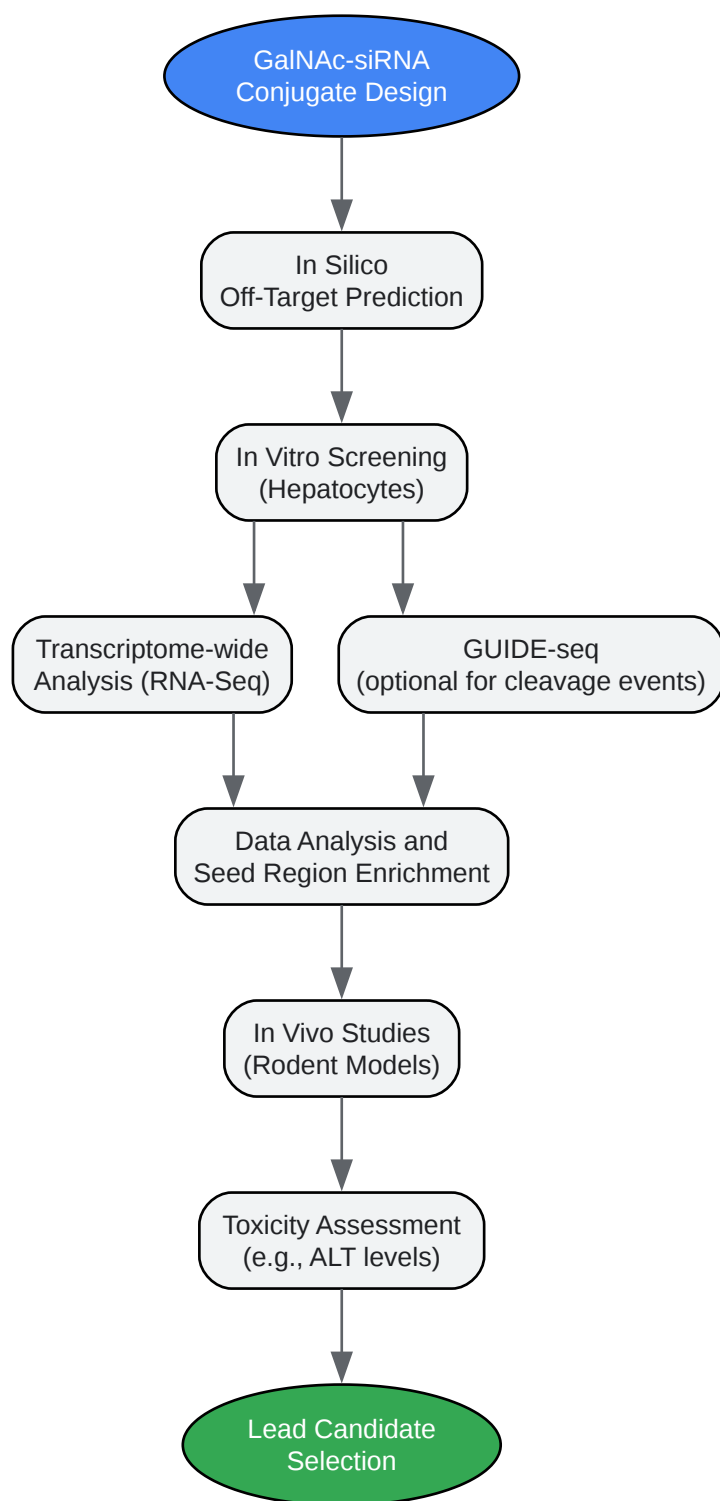 GalNAc-siRNA
Conjugate Design
In Silico
Off-Target Prediction
In Vitro Screening
(Hepatocytes)
Transcriptome-wide
Analysis (RNA-Seq)
GUIDE-seq
(optional for cleavage events)
Data Analysis and
Seed Region Enrichment
In Vivo Studies
(Rodent Models)
Toxicity Assessment
(e.g., ALT levels)
Lead Candidate
Selection